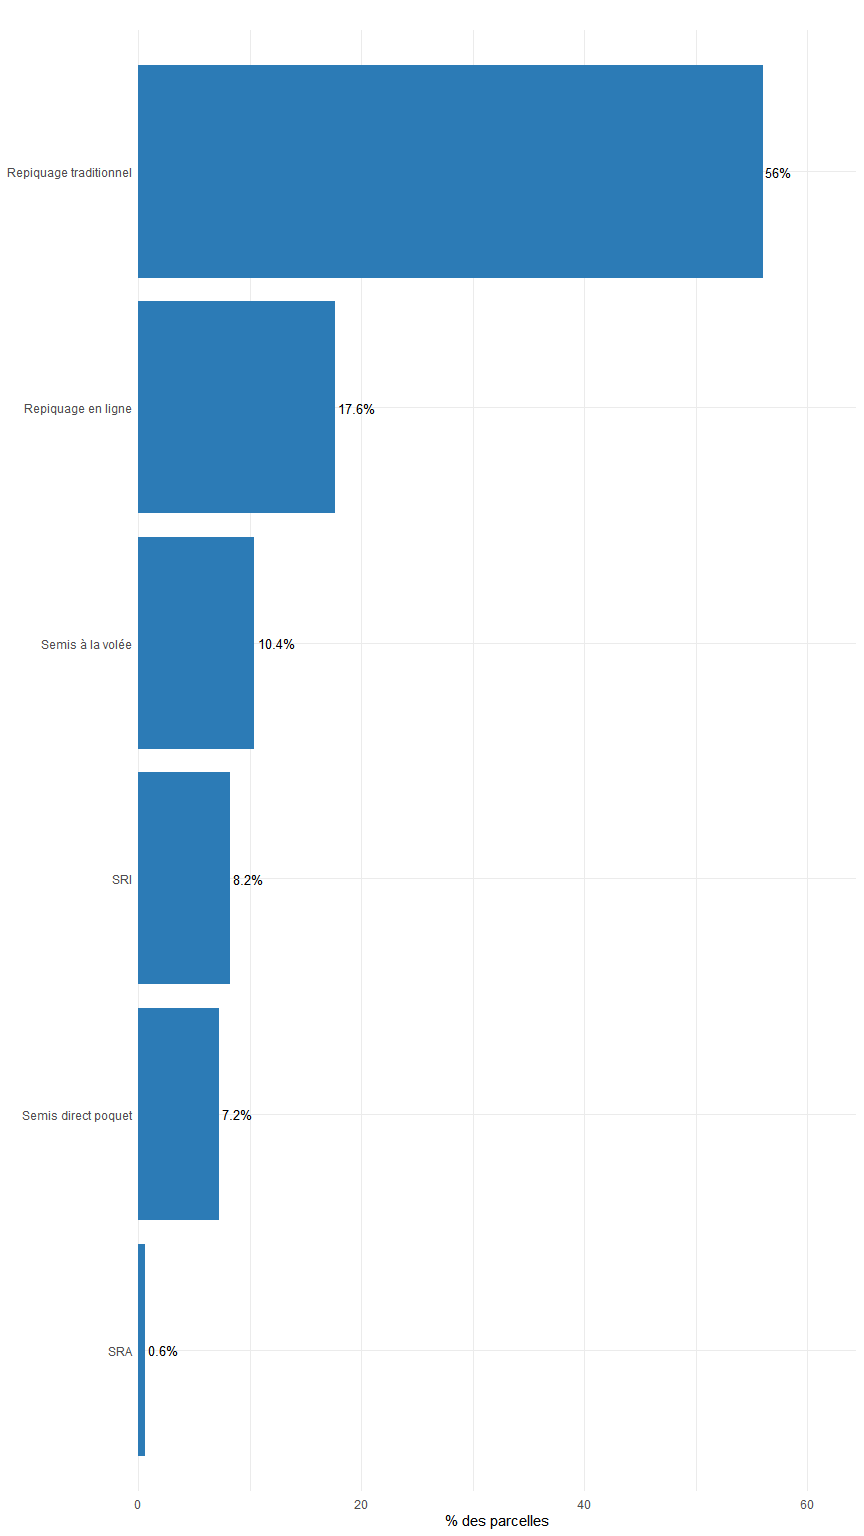 Repiquage traditionnel
56%
Repiquage en ligne
17.6%
Semis à la volée
10.4%
SRI
8.2%
Semis direct poquet
7.2%
SRA
0.6%
0 20 40 60
% des parcelles